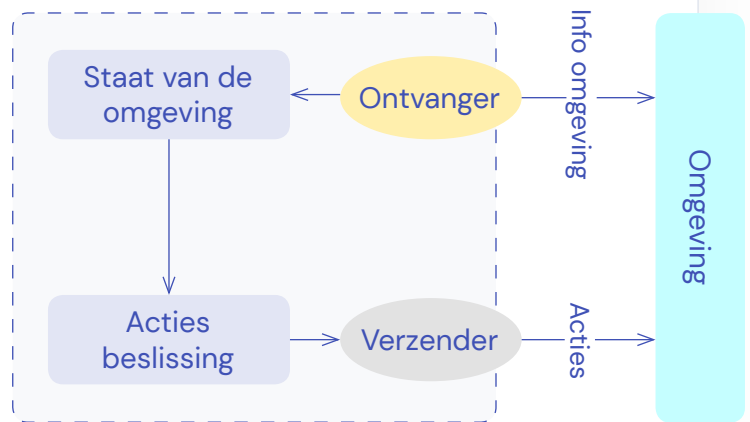 Staat van de
omgeving
Ontvanger
Info omgeving
Omgeving
Acties
beslissing
Verzender
Acties